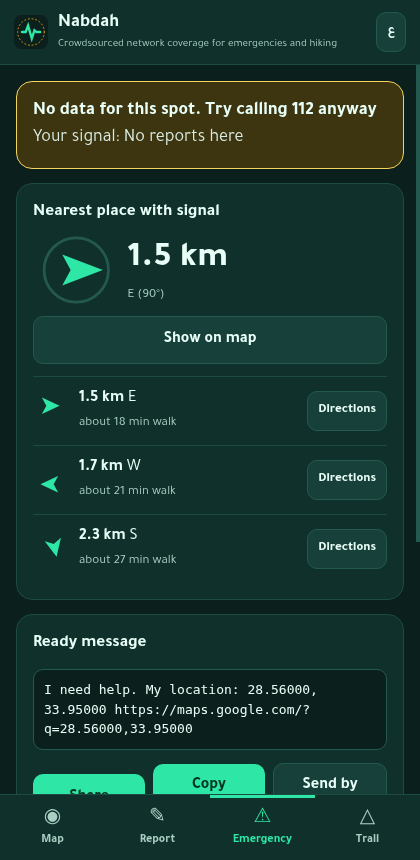 Nabdah
Crowdsourced network coverage for emergencies and hiking
ع
No data for this spot. Try calling 112 anyway
Your signal: No reports here
Nearest place with signal
1.5 km
E (90°)
Show on map
1.5 km E
about 18 min walk
Directions
1.7 km W
about 21 min walk
Directions
2.3 km S
about 27 min walk
Directions
Ready message
I need help. My location: 28.56000,
33.95000 https://maps.google.com/?
q=28.56000,33.95000
Share
Copy
Send by
Map
Report
Emergency
Trail